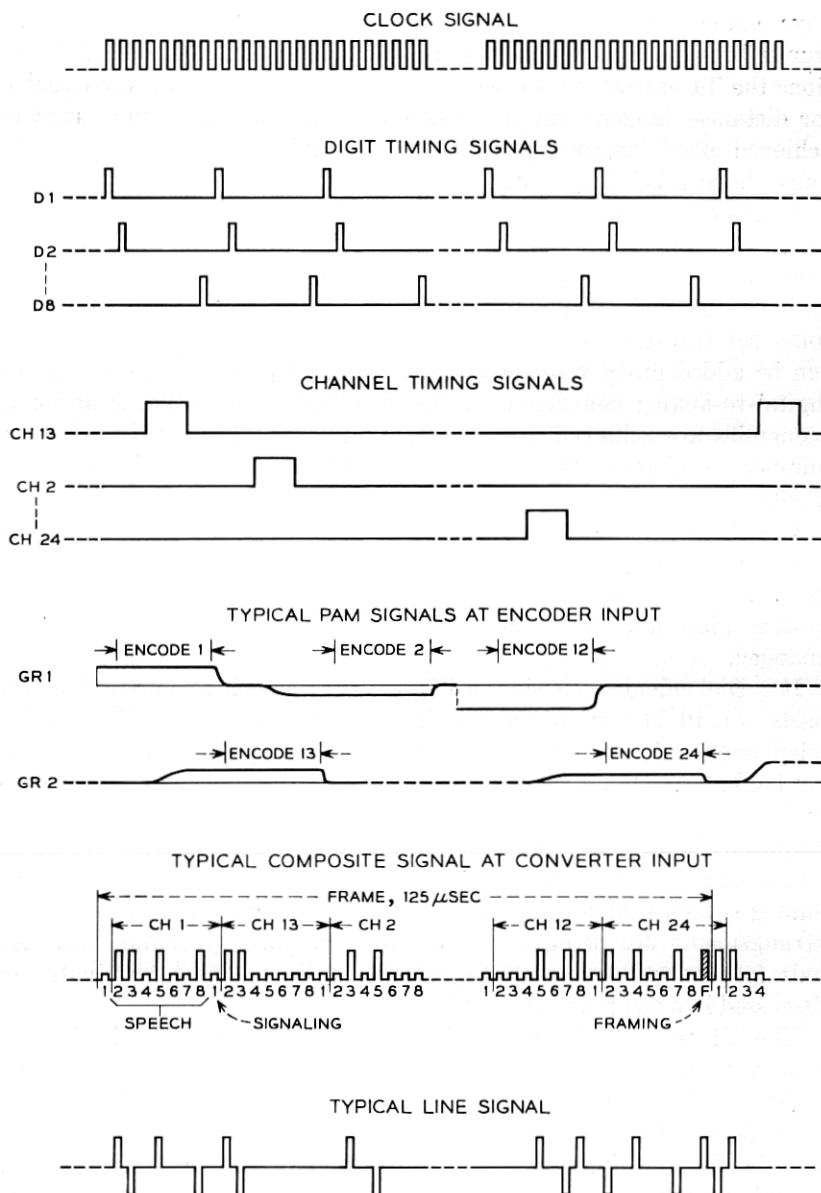 CLOCK SIGNAL
DIGIT TIMING SIGNALS
D1
D2
D8
CHANNEL TIMING SIGNALS
CH 13
CH 2
CH 24
TYPICAL PAM SIGNALS AT ENCODER INPUT
ENCODE 1 ENCODE 2 ENCODE 12
GR 1
ENCODE 13 ENCODE 24
GR 2
TYPICAL COMPOSITE SIGNAL AT CONVERTER INPUT
FRAME, 125 μSEC
CH 1 CH 13 CH 2 CH 12 CH 24
1 2 3 4 5 6 7 8 1 2 3 4 5 6 7 8 1 2 3 4 5 6 7 8 1 2 3 4 5 6 7 8 1 2 3 4 5 6 7 8 F 1 2 3 4
SPEECH SIGNALING FRAMING
TYPICAL LINE SIGNAL